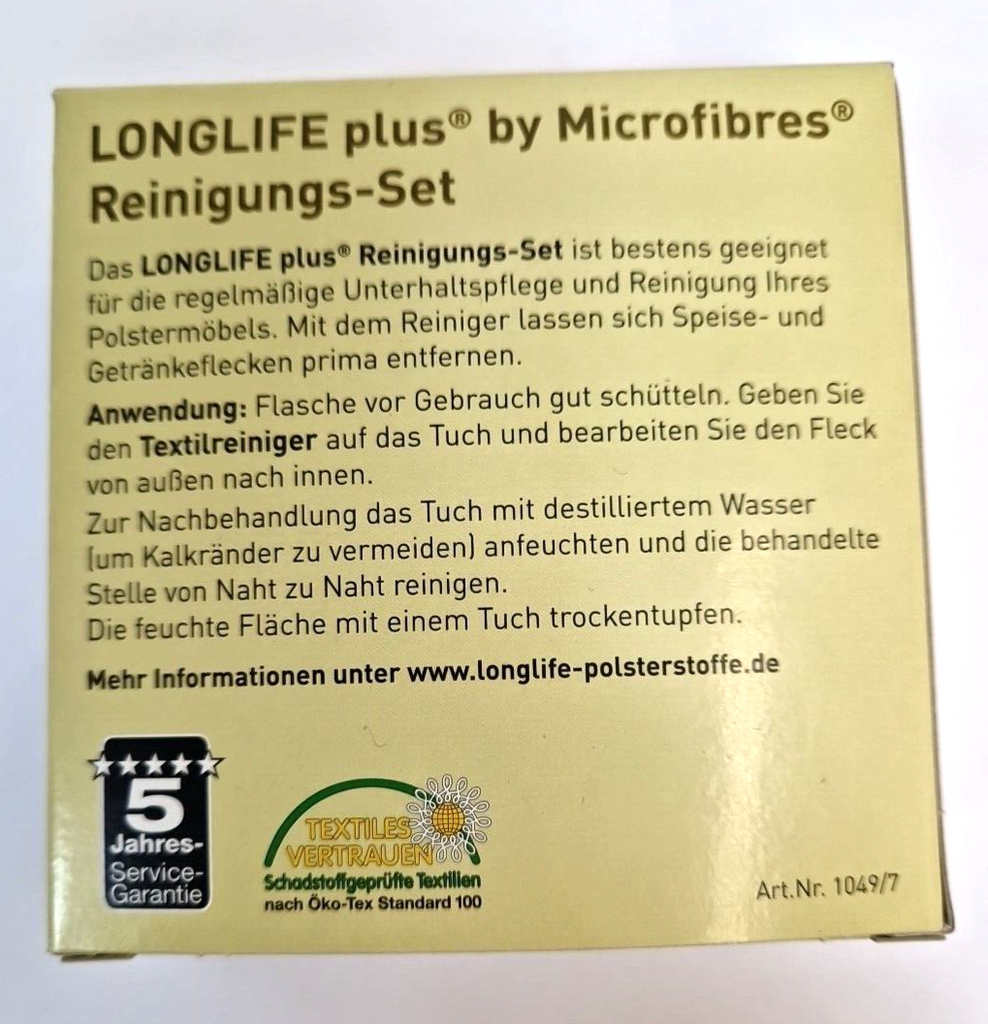 LONGLIFE plus® by Microfibres®
Reinigungs-Set
Das LONGLIFE plus® Reinigungs-Set ist bestens geeignet
für die regelmäßige Unterhaltspflege und Reinigung Ihres
Polstermöbels. Mit dem Reiniger lassen sich Speise- und
Getränkeflecken prima entfernen.
Anwendung: Flasche vor Gebrauch gut schütteln. Geben Sie
den Textilreiniger auf das Tuch und bearbeiten Sie den Fleck
von außen nach innen.
Zur Nachbehandlung das Tuch mit destilliertem Wasser
(um Kalkränder zu vermeiden) anfeuchten und die behandelte
Stelle von Naht zu Naht reinigen.
Die feuchte Fläche mit einem Tuch trockentupfen.
Mehr Informationen unter www.longlife-polsterstoffe.de
5
Jahres-
Service-
Garantie
TEXTILES
VERTRAUEN
Schadstoffgeprüfte Textilien
nach Öko-Tex Standard 100
Art.Nr. 1049/7